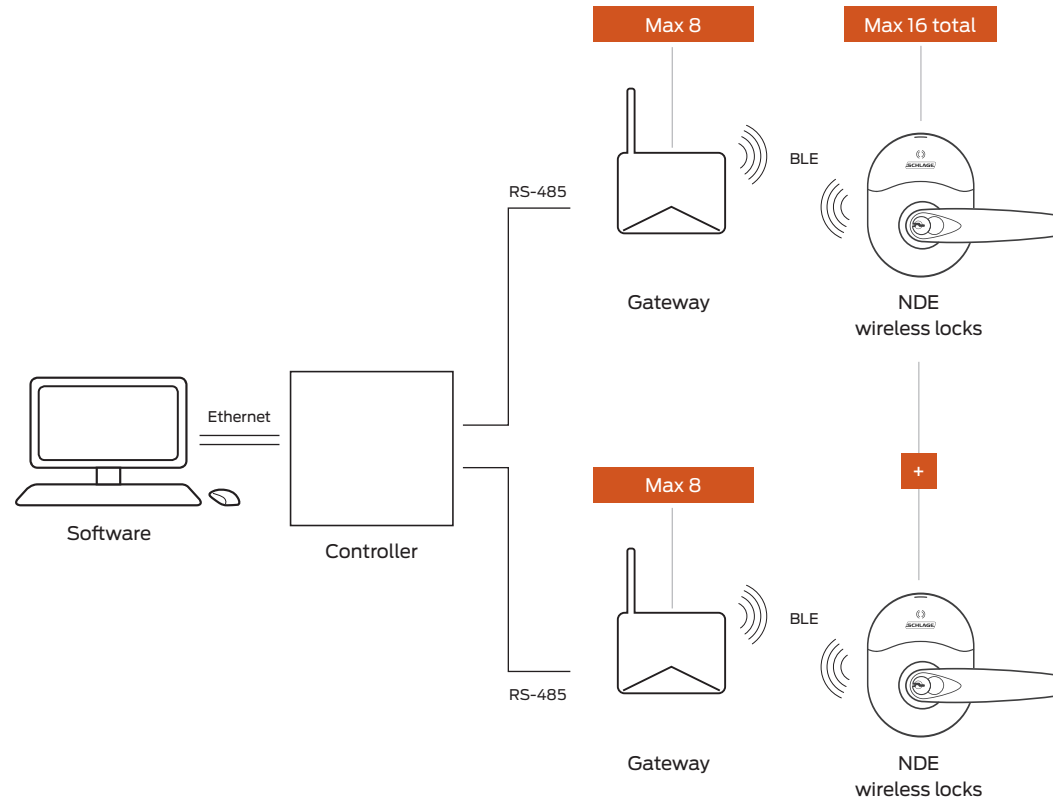 Max 8
Max 16 total
BLE
SCHLAGE
RS-485
Gateway
NDE
wireless locks
Ethernet
Software
Controller
Max 8
+
BLE
SCHLAGE
RS-485
Gateway
NDE
wireless locks